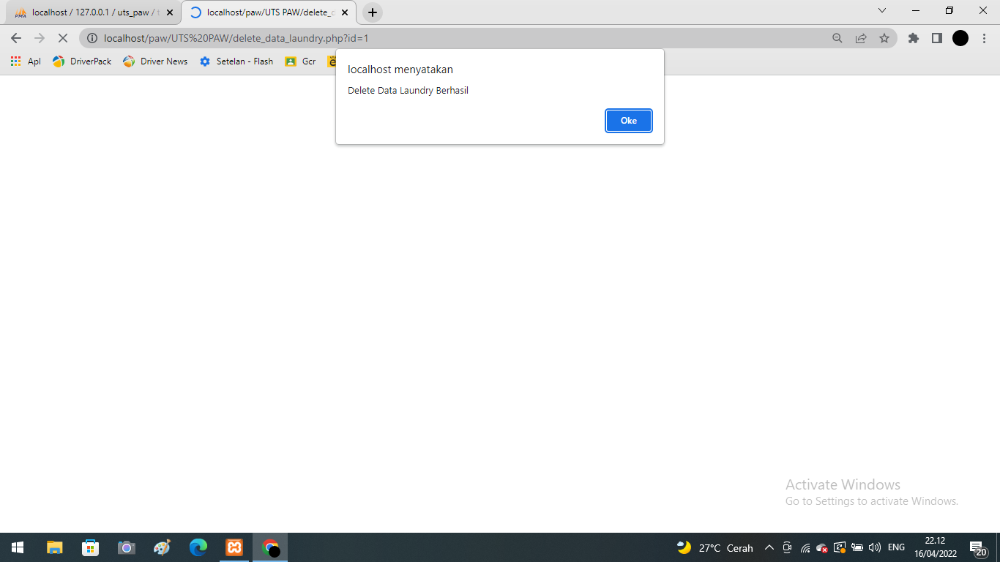 localhost / 127.0.0.1 / uts_paw / t
localhost/paw/UTS PAW/delete_d
localhost/paw/UTS%20PAW/delete_data_laundry.php?id=1
Apl DriverPack Driver News Setelan - Flash Gcr
localhost menyatakan
Delete Data Laundry Berhasil
Oke
Activate Windows
Go to Settings to activate Windows.
27°C Cerah
ENG
22.12
16/04/2022
20
PMA